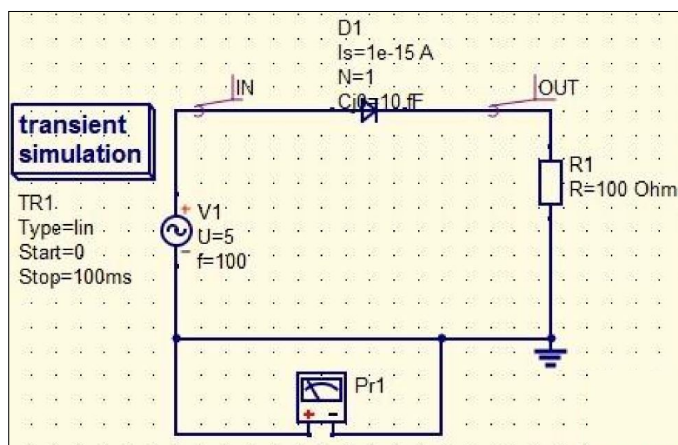 D1
Is=1e-15 A
N=1
Cj0=10 fF
IN
OUT
transient
simulation
TR1
Type=lin
Start=0
Stop=100ms
+
V1
U=5
f=100
−
R1
R=100 Ohm
Pr1
+ −